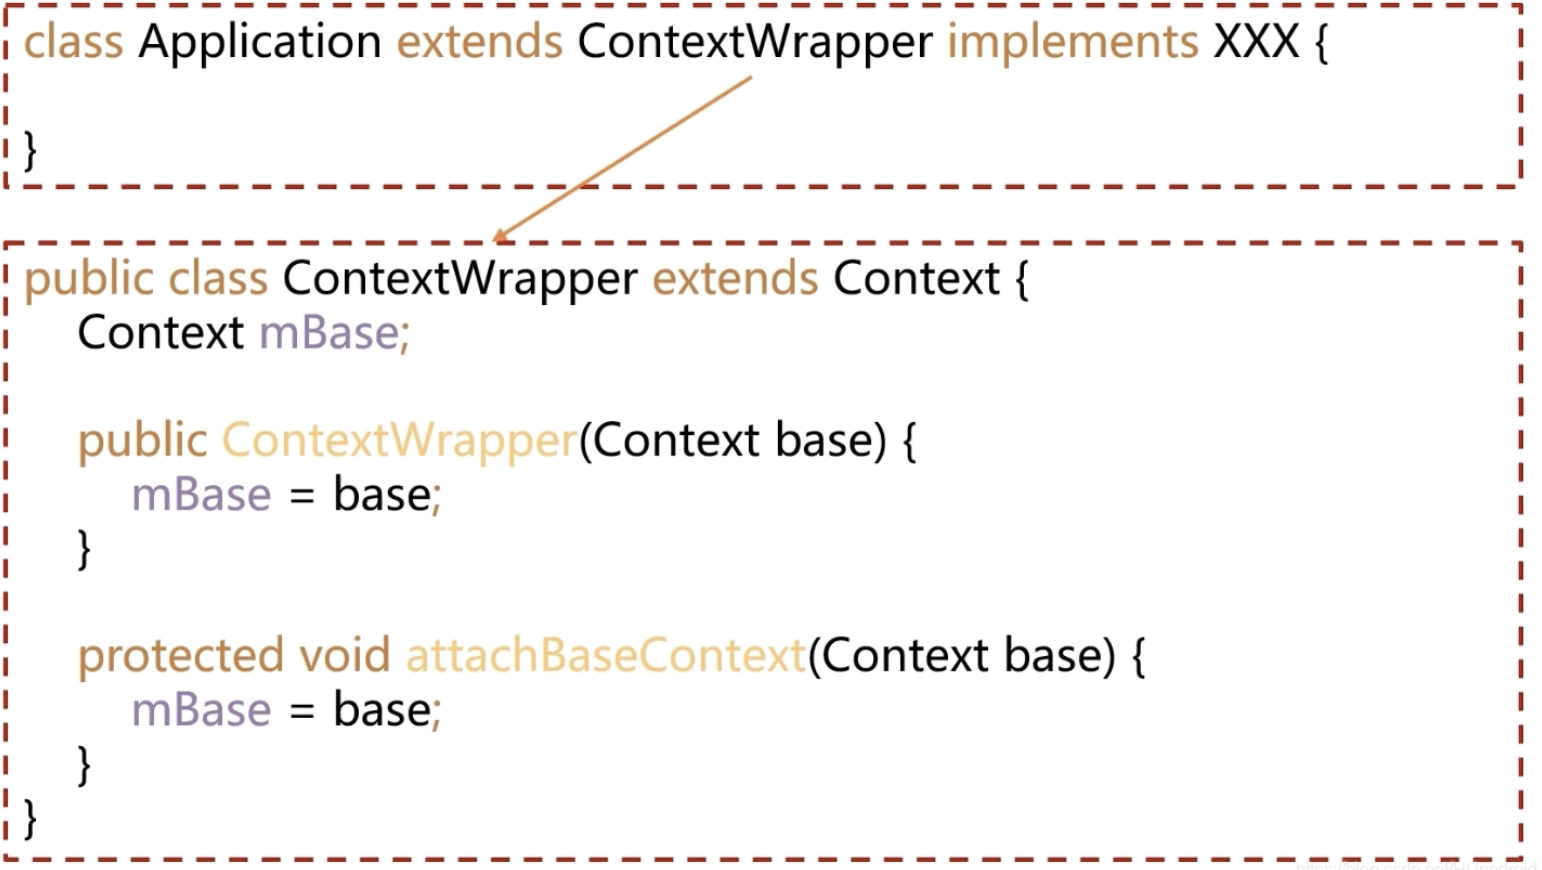 class Application extends ContextWrapper implements XXX {
}
public class ContextWrapper extends Context {
Context mBase;
public ContextWrapper(Context base) {
mBase = base;
}
protected void attachBaseContext(Context base) {
mBase = base;
}
}